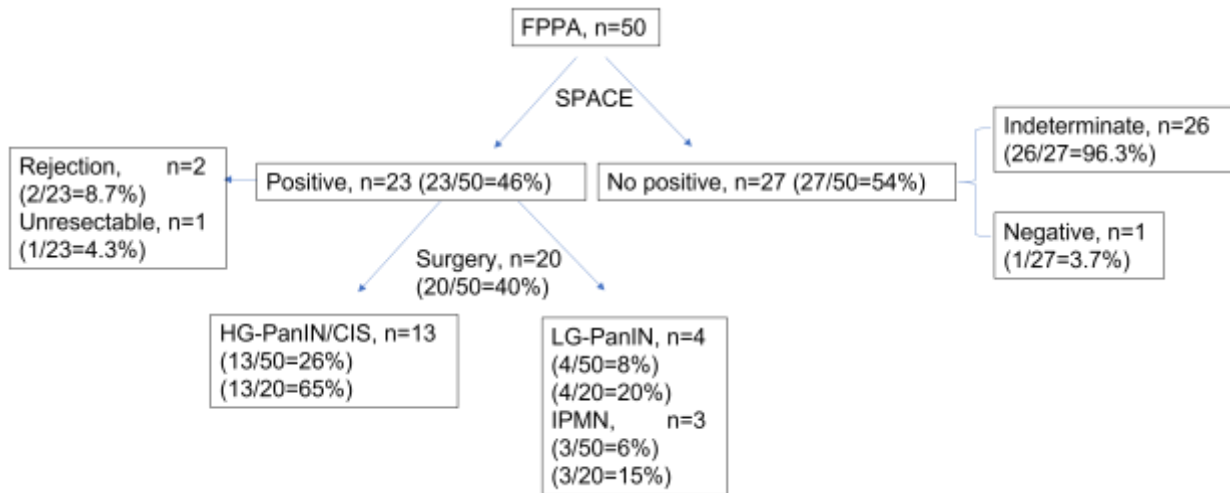 FPPA, n=50
SPACE
Indeterminate, n=26
(26/27=96.3%)
Rejection, n=2
(2/23=8.7%)
Unresectable, n=1
(1/23=4.3%)
Positive, n=23 (23/50=46%)
No positive, n=27 (27/50=54%)
Negative, n=1
(1/27=3.7%)
Surgery, n=20
(20/50=40%)
HG-PanIN/CIS, n=13
(13/50=26%)
(13/20=65%)
LG-PanIN, n=4
(4/50=8%)
(4/20=20%)
IPMN, n=3
(3/50=6%)
(3/20=15%)